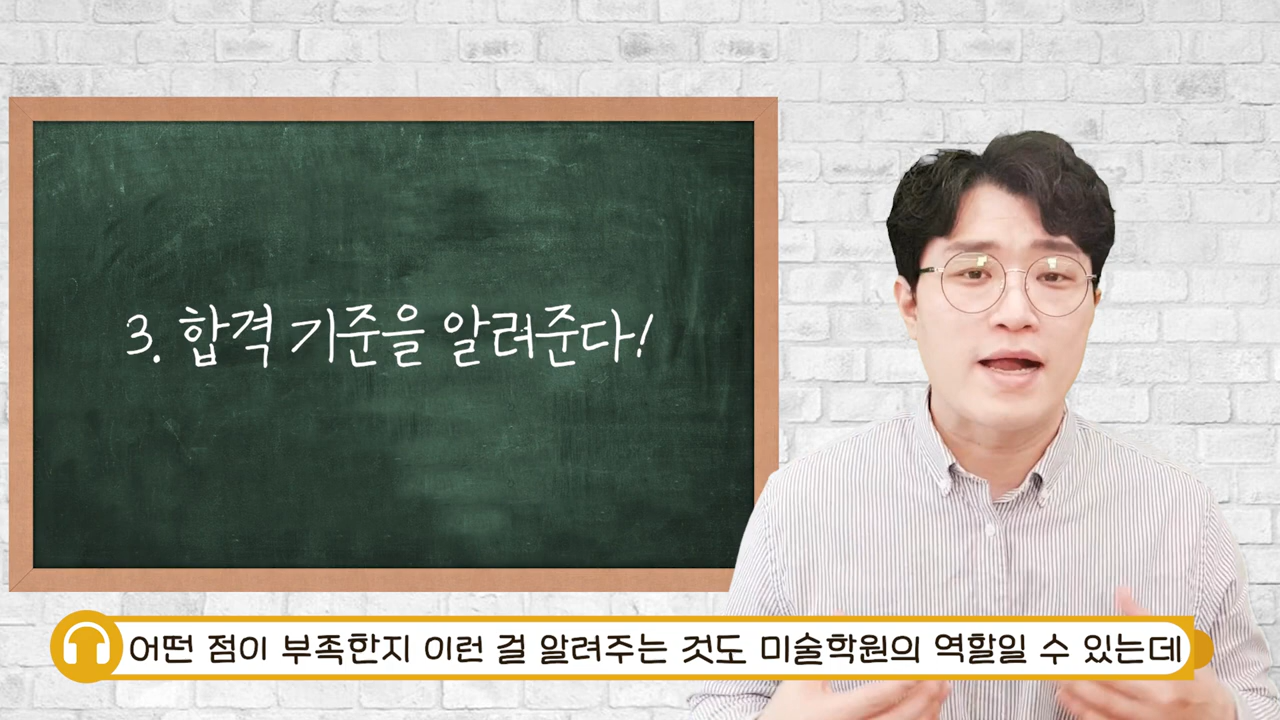 3. 합격 기준을 알려준다!
어떤 점이 부족한지 이런 걸 알려주는 것도 미술학원의 역할일 수 있는데